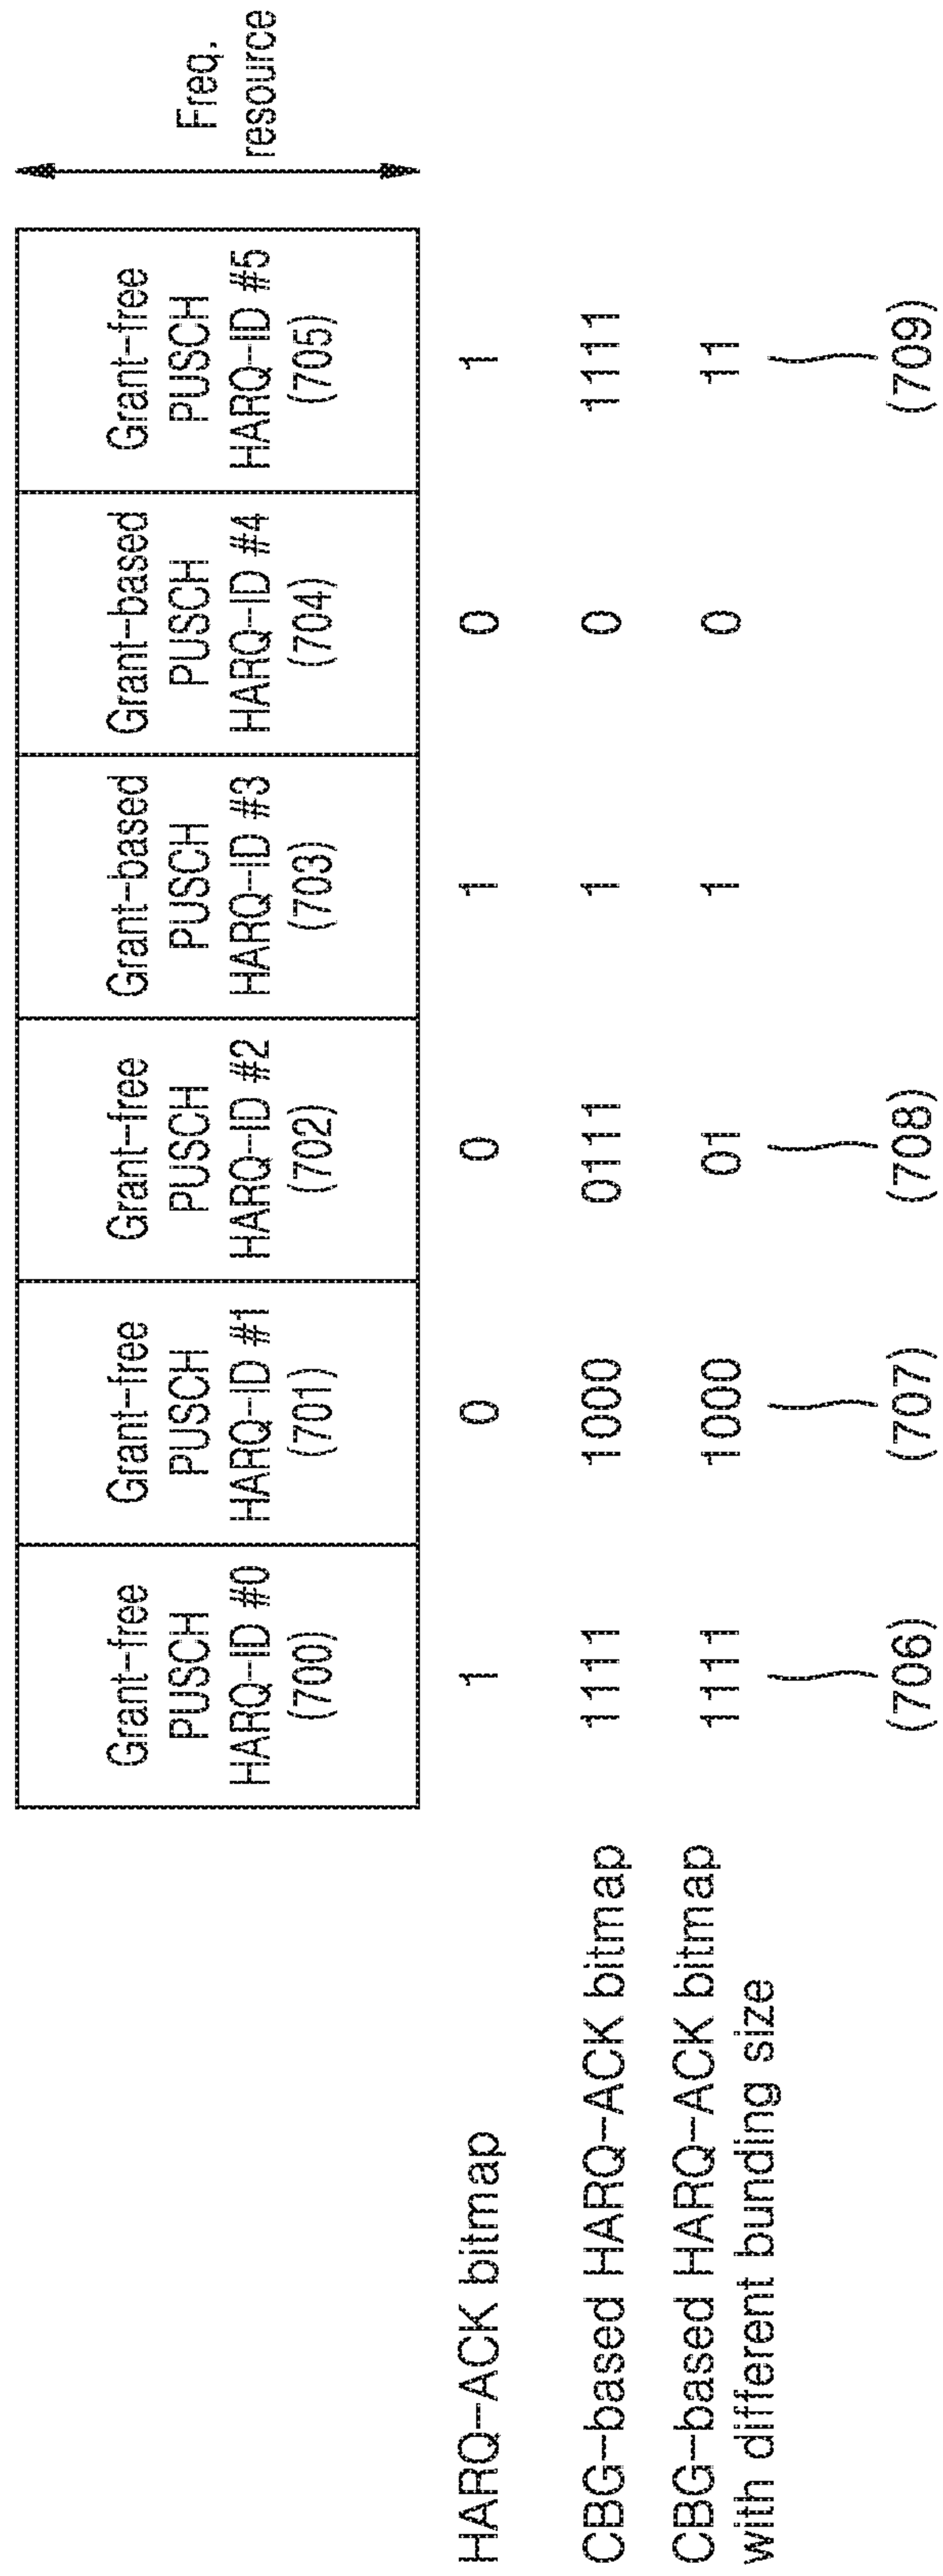 Grant-free
PUSCH
HARQ-ID #0
(700)
Grant-free
PUSCH
HARQ-ID #1
(701)
Grant-free
PUSCH
HARQ-ID #2
(702)
Grant-based
PUSCH
HARQ-ID #3
(703)
Grant-based
PUSCH
HARQ-ID #4
(704)
Grant-free
PUSCH
HARQ-ID #5
(705)
Freq.
resource
HARQ-ACK bitmap
1
0
0
1
0
1
CBG-based HARQ-ACK bitmap
1111
1000
0111
1
0
1111
CBG-based HARQ-ACK bitmap
with different bunding size
1111
1000
01
1
0
11
(706)
(707)
(708)
(709)